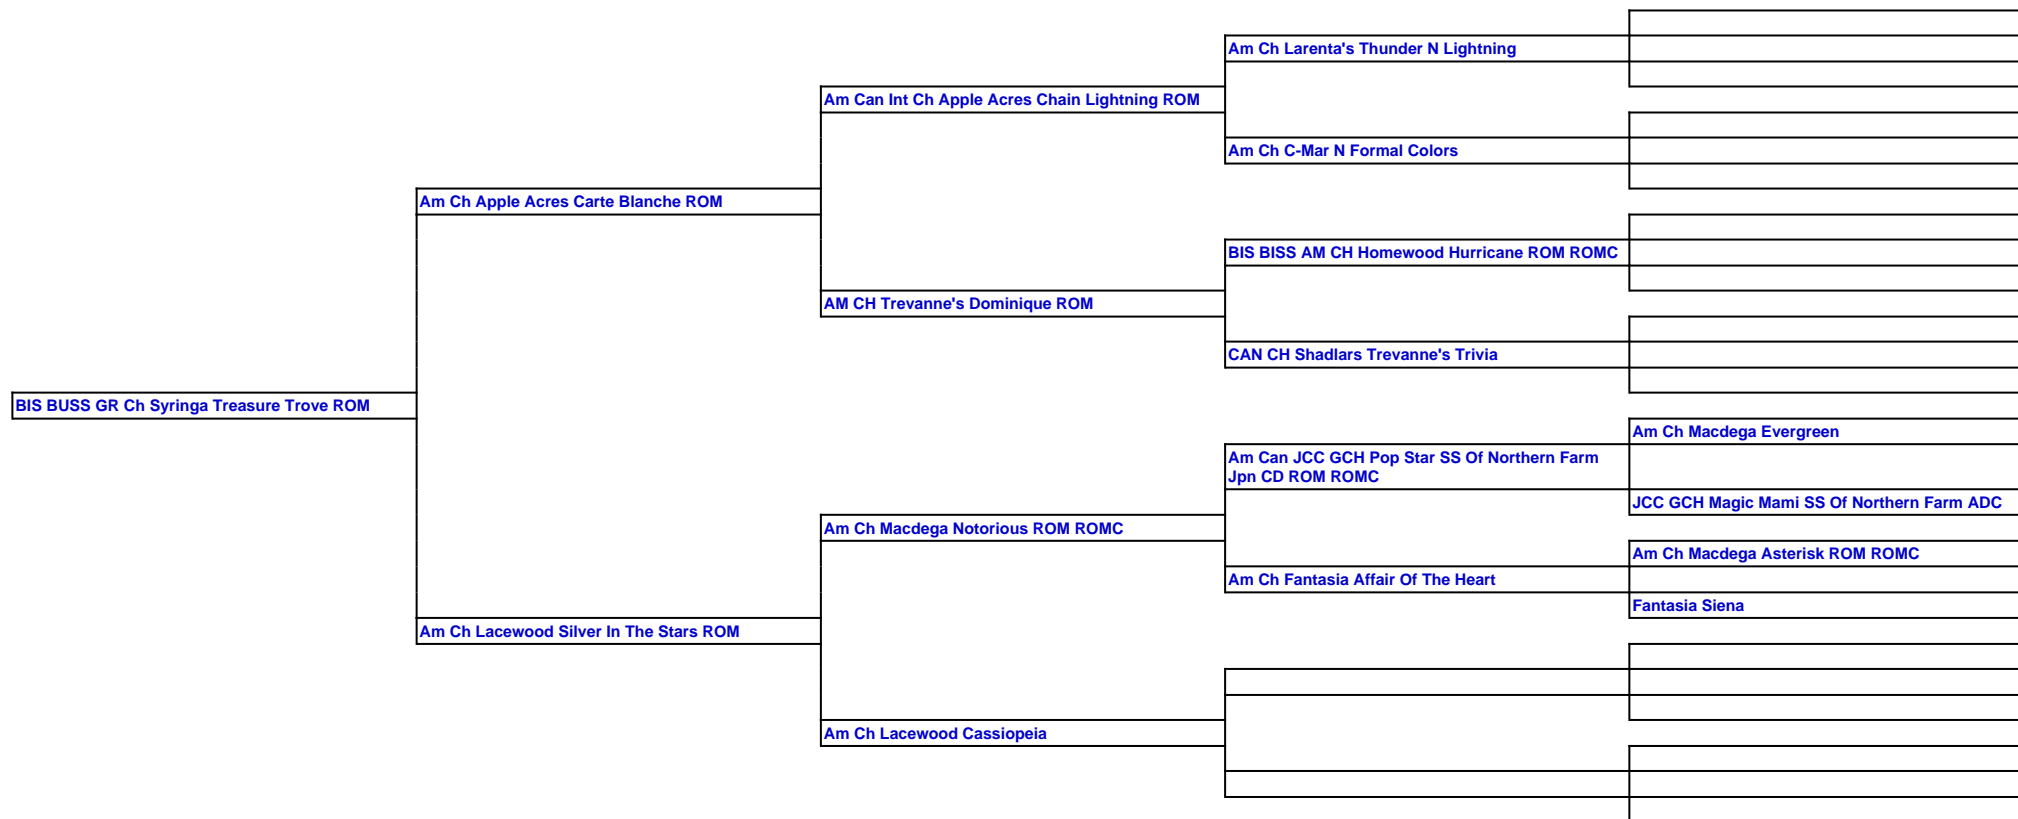 Am Ch Larenta's Thunder N Lightning
Am Can Int Ch Apple Acres Chain Lightning ROM
Am Ch C-Mar N Formal Colors
Am Ch Apple Acres Carte Blanche ROM
BIS BISS AM CH Homewood Hurricane ROM ROMC
AM CH Trevanne's Dominique ROM
CAN CH Shadlars Trevanne's Trivia
BIS BUSS GR Ch Syringa Treasure Trove ROM
Am Ch Macdega Evergreen
Am Can JCC GCH Pop Star SS Of Northern Farm
Jpn CD ROM ROMC
JCC GCH Magic Mami SS Of Northern Farm ADC
Am Ch Macdega Notorious ROM ROMC
Am Ch Macdega Asterisk ROM ROMC
Am Ch Fantasia Affair Of The Heart
Fantasia Siena
Am Ch Lacewood Silver In The Stars ROM
Am Ch Lacewood Cassiopeia